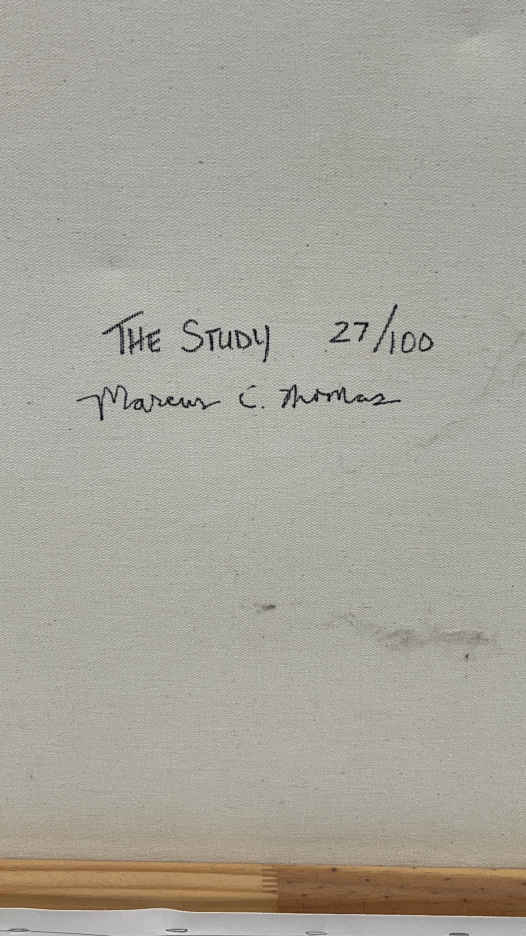 THE STUDY 27/100
Marcus C. Thomas